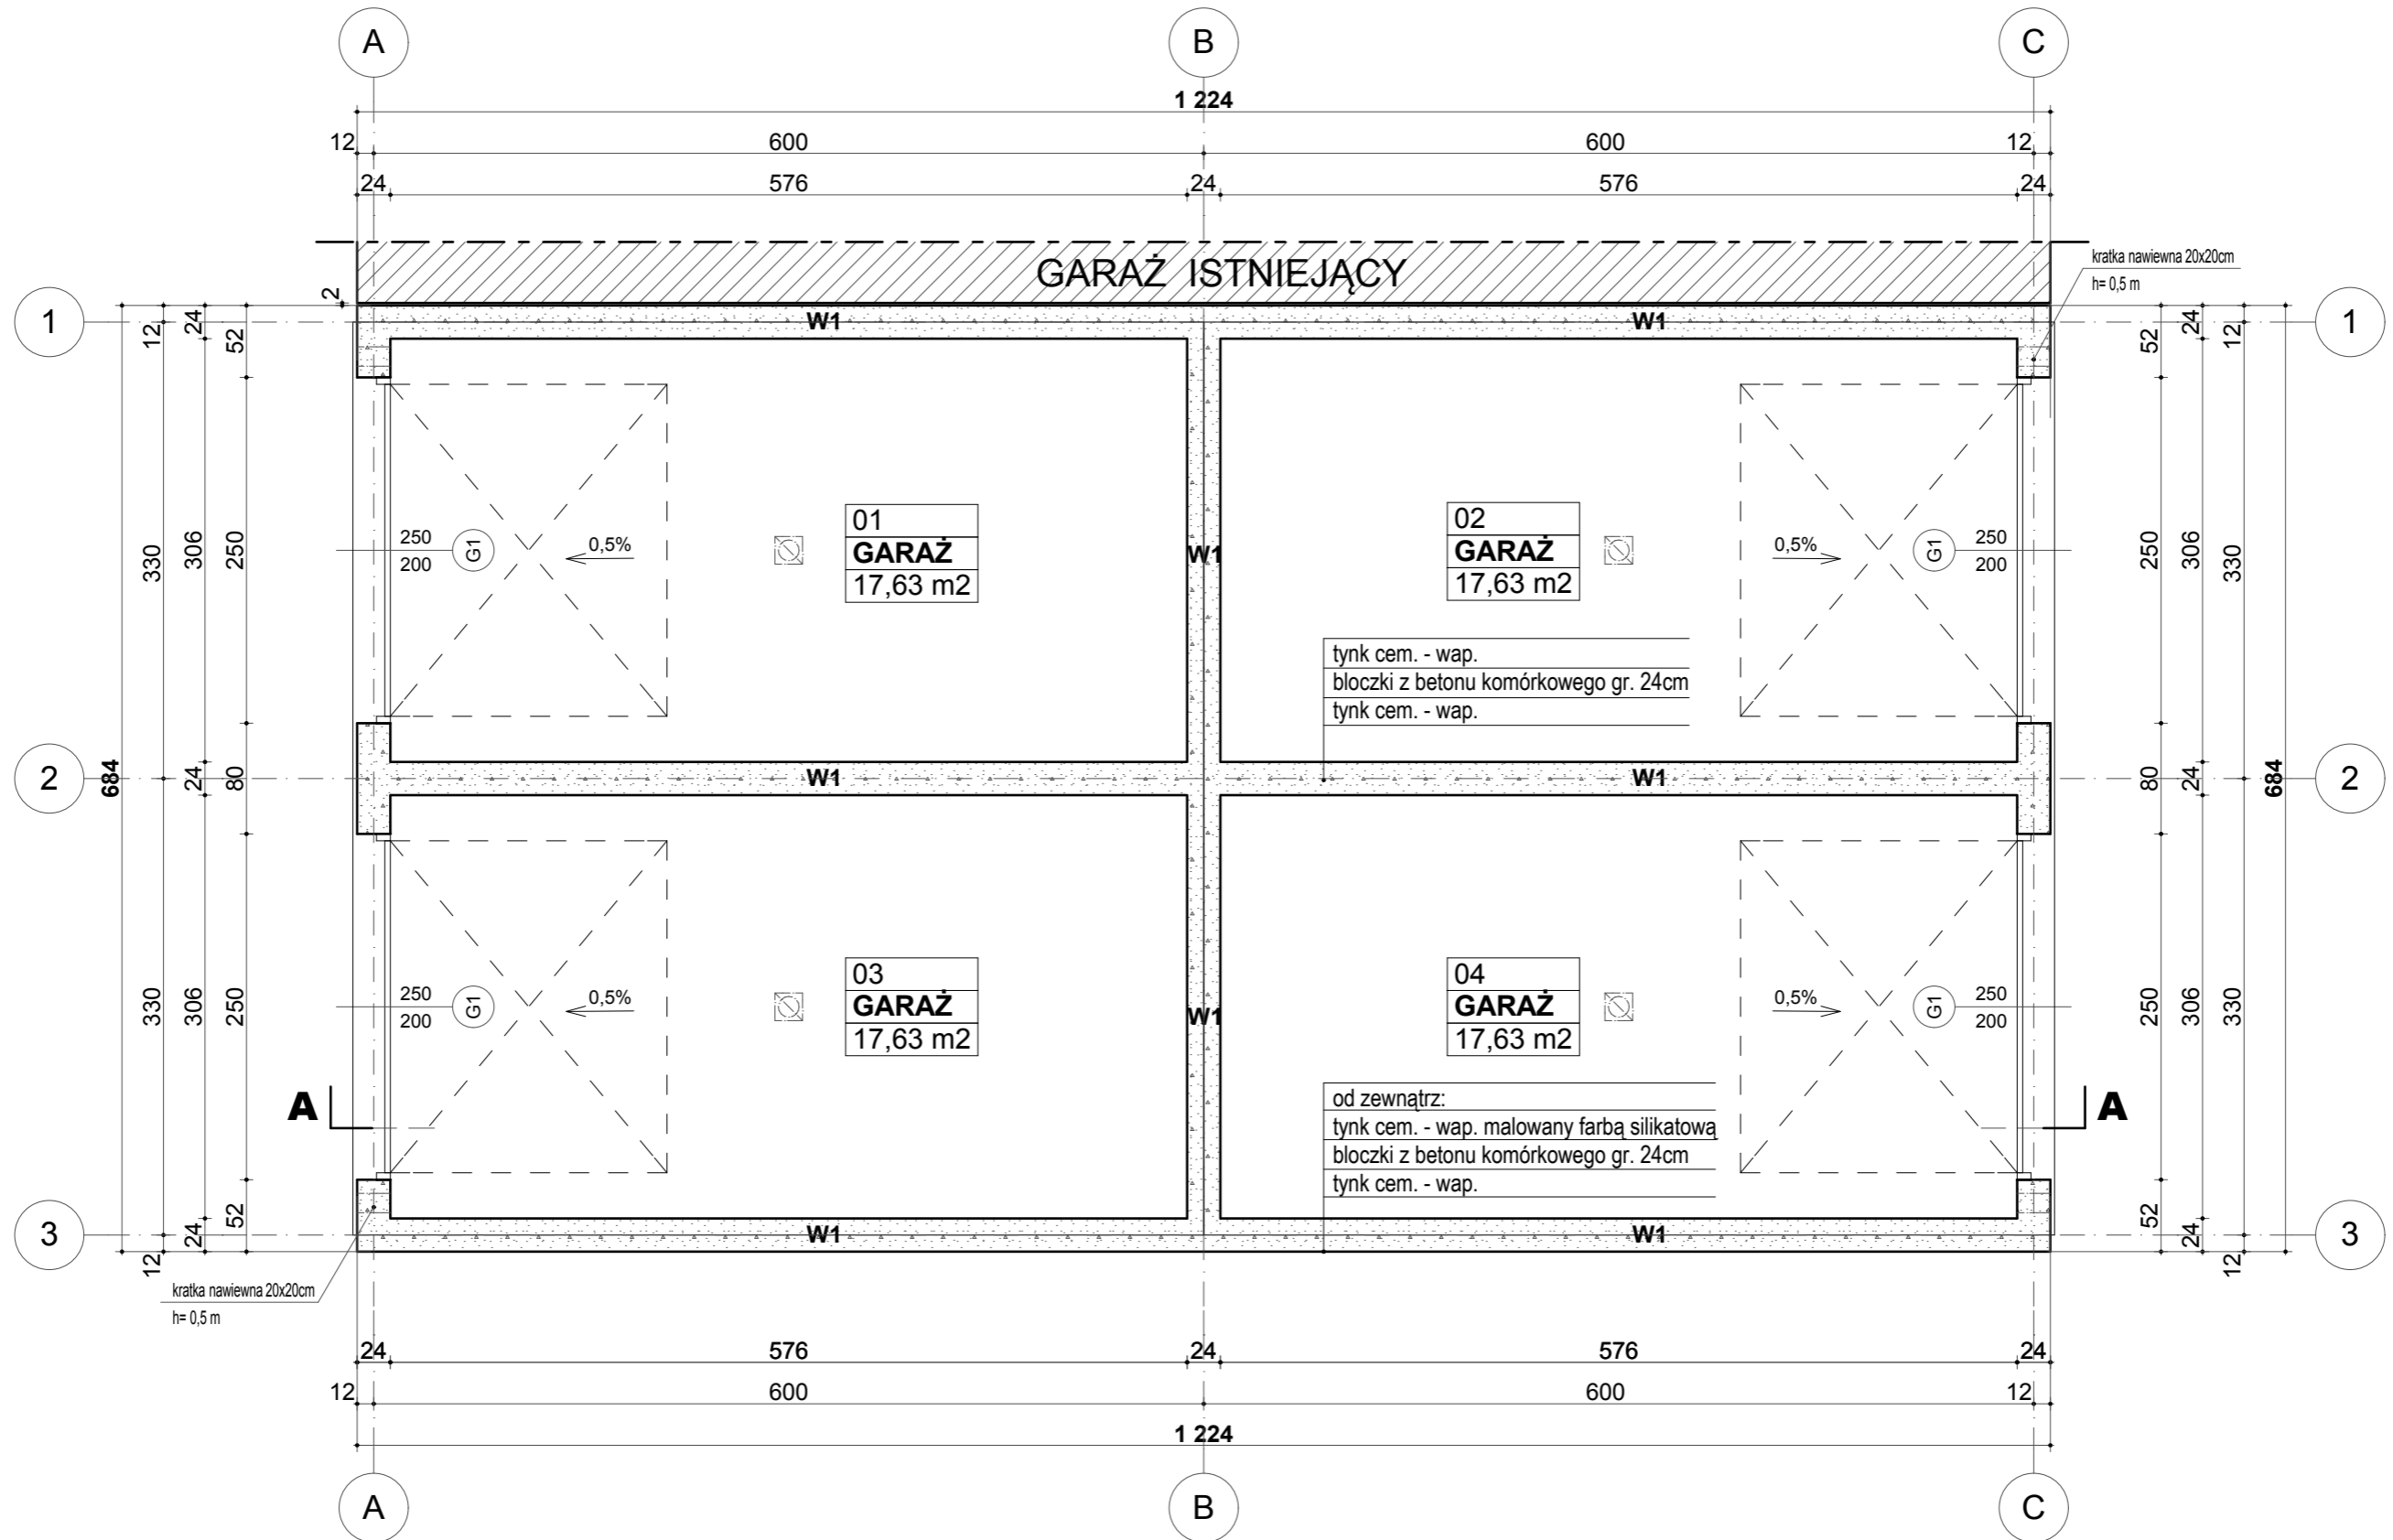 A B C
1 224
12 600 600 12
24 576 24 576 24
GARAŻ ISTNIEJĄCY
kratka nawiewna 20x20cm
h= 0,5 m
2
1 12 24 52 W1 W1 52 24 12 1
01
GARAŻ
17,63 m2
02
GARAŻ
17,63 m2
684 330 306 250
250
200
G1
0,5%
W1
0,5%
G1
250
200
250 306 330 684
tynk cem. - wap.
bloczki z betonu komórkowego gr. 24cm
tynk cem. - wap.
2 24 80 W1 W1 80 24 2
03
GARAŻ
17,63 m2
04
GARAŻ
17,63 m2
330 306 250
250
200
G1
0,5%
W1
0,5%
G1
250
200
250 306 330
A A
od zewnątrz:
tynk cem. - wap. malowany farbą silikatową
bloczki z betonu komórkowego gr. 24cm
tynk cem. - wap.
3 12 24 52 W1 W1 52 24 12 3
kratka nawiewna 20x20cm
h= 0,5 m
24 576 24 576 24
12 600 600 12
1 224
A B C